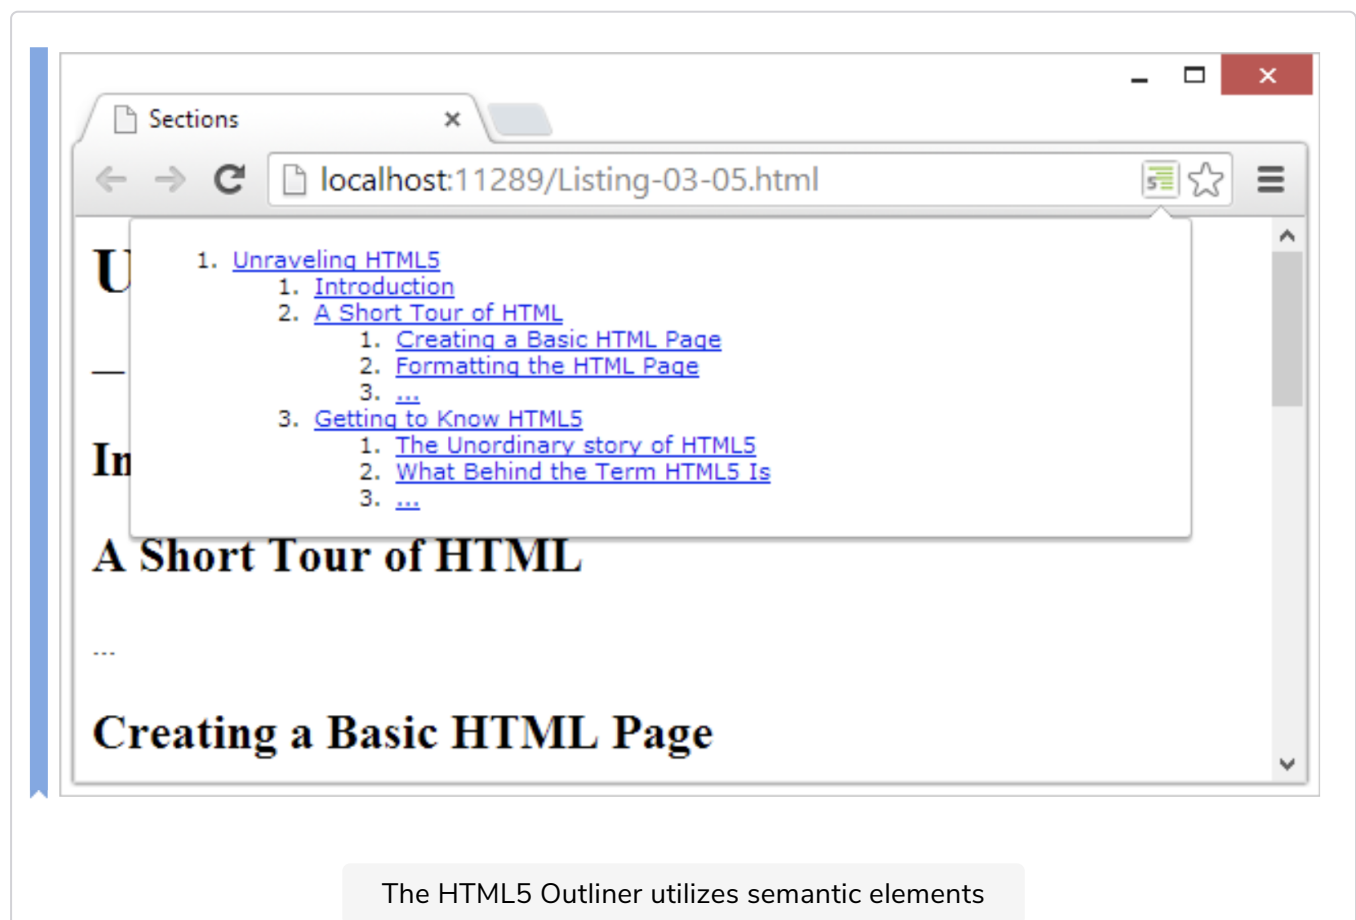 Sections
localhost:11289/Listing-03-05.html
U
1. Unraveling HTML5
1. Introduction
2. A Short Tour of HTML
1. Creating a Basic HTML Page
2. Formatting the HTML Page
3. ...
3. Getting to Know HTML5
1. The Unordinary story of HTML5
2. What Behind the Term HTML5 Is
3. ...
In
A Short Tour of HTML
...
Creating a Basic HTML Page
The HTML5 Outliner utilizes semantic elements